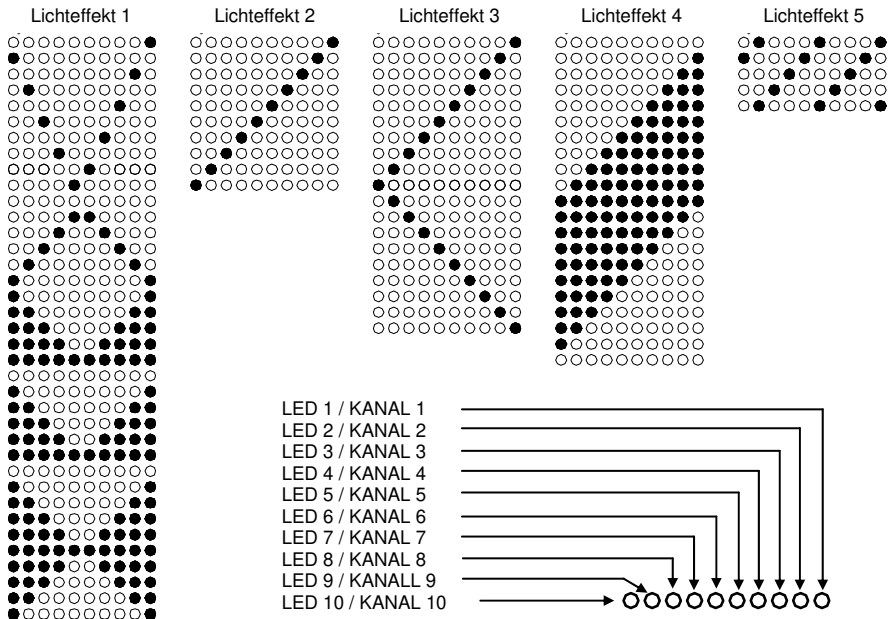 Lichteffekt 1 Lichteffekt 2 Lichteffekt 3 Lichteffekt 4 Lichteffekt 5
LED 1 / KANAL 1
LED 2 / KANAL 2
LED 3 / KANAL 3
LED 4 / KANAL 4
LED 5 / KANAL 5
LED 6 / KANAL 6
LED 7 / KANAL 7
LED 8 / KANAL 8
LED 9 / KANALL 9
LED 10 / KANAL 10